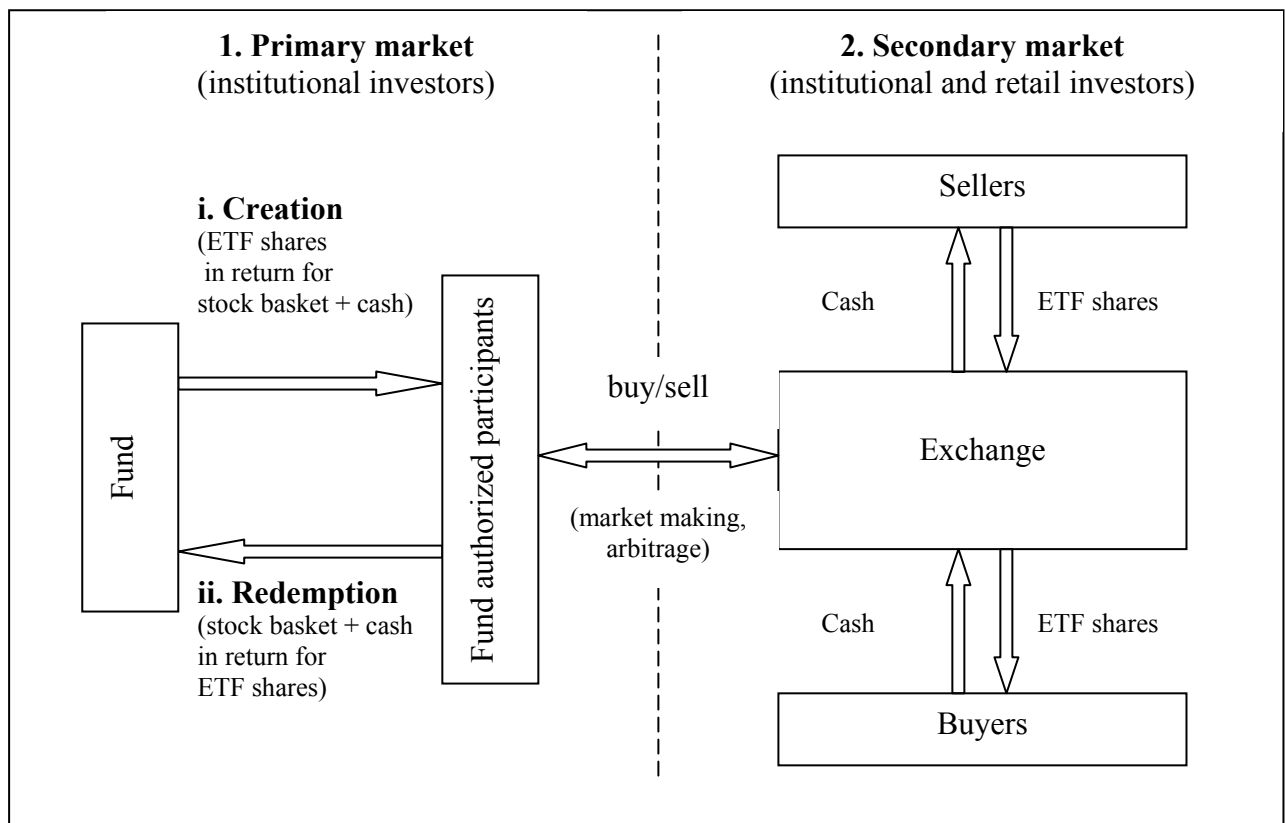 1. Primary market
(institutional investors)
2. Secondary market
(institutional and retail investors)
i. Creation
(ETF shares
in return for
stock basket + cash)
Fund
Fund authorized participants
ii. Redemption
(stock basket + cash
in return for
ETF shares)
buy/sell
(market making,
arbitrage)
Sellers
Cash
ETF shares
Exchange
Cash
ETF shares
Buyers